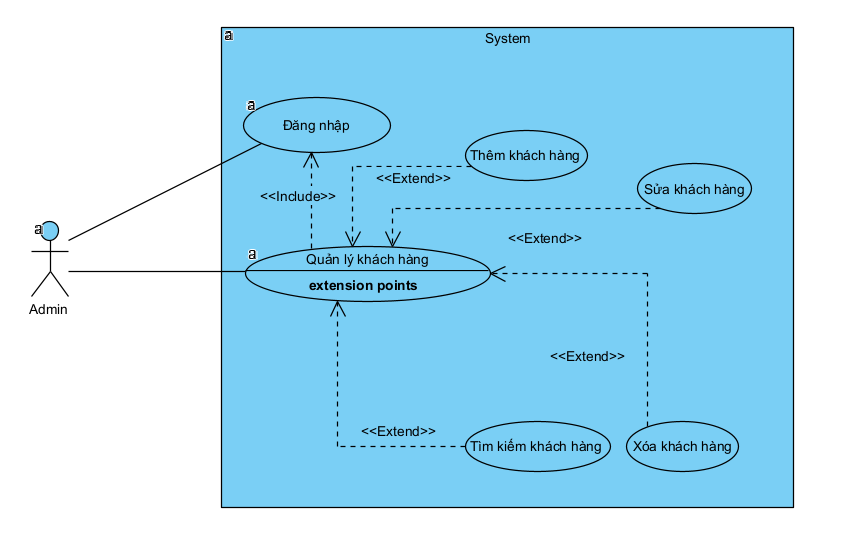 a
System
a
Đăng nhập
Thêm khách hàng
<<Extend>>
Sửa khách hàng
<<Include>>
a
Admin
<<Extend>>
a
Quản lý khách hàng
extension points
<<Extend>>
<<Extend>>
Tìm kiếm khách hàng
Xóa khách hàng